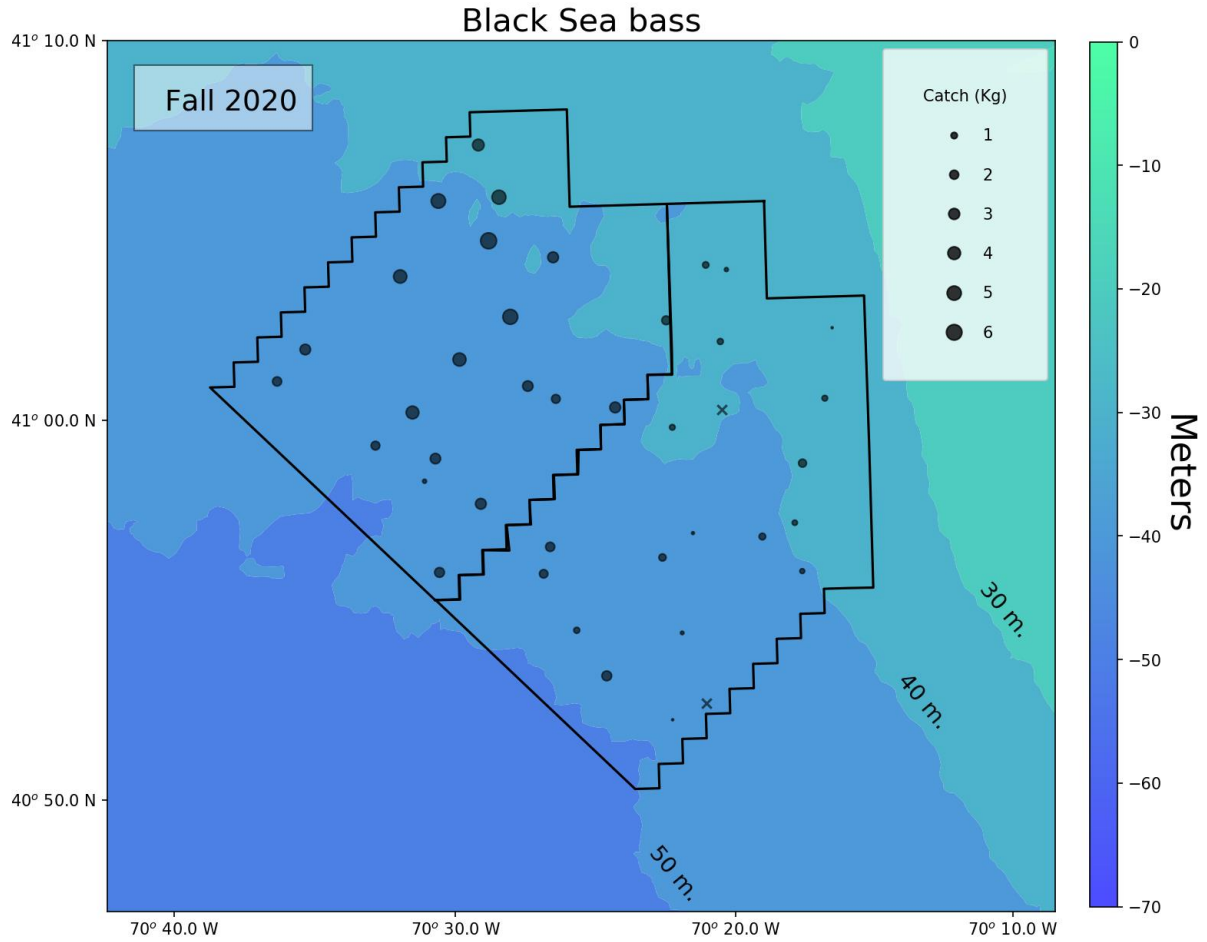 Black Sea bass
41° 10.0 N
41° 00.0 N
40° 50.0 N
Fall 2020
Catch (Kg)
1
2
3
4
5
6
30 m.
40 m.
50 m.
70° 40.0 W
70° 30.0 W
70° 20.0 W
70° 10.0 W
0
−10
−20
−30
−40
−50
−60
−70
Meters